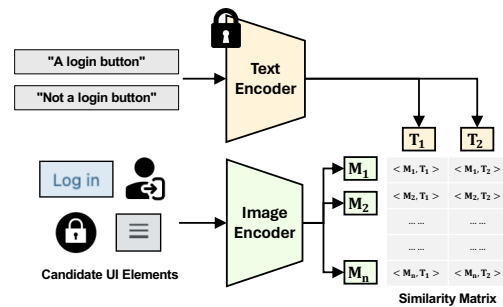 "A login button"
"Not a login button"
Text
Encoder
T₁ T₂
Log in
Image
Encoder
M₁
M₂
Mₙ
< M₁, T₁ > < M₁, T₂ >
< M₂, T₁ > < M₂, T₂ >
... ... ... ...
... ... ... ...
< Mₙ, T₁ > < Mₙ, T₂ >
Candidate UI Elements
Similarity Matrix